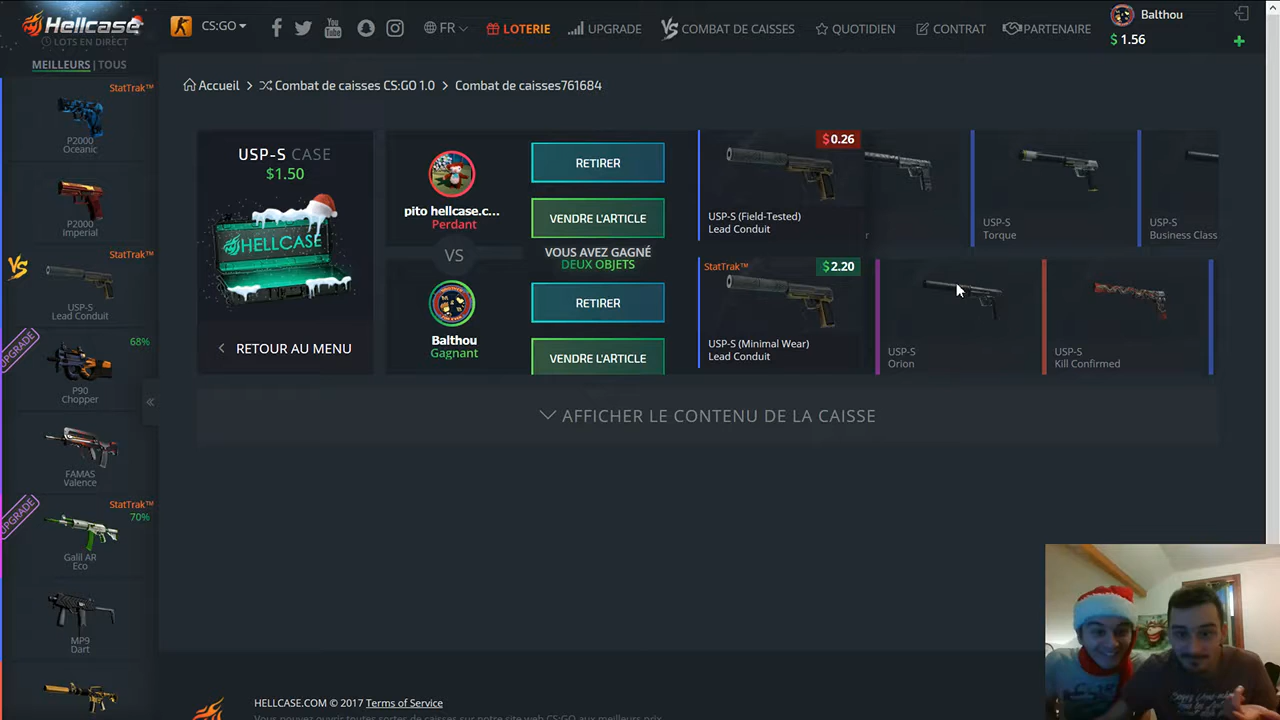 Hellcase
LOTS EN DIRECT
CS:GO
FR
LOTERIE
UPGRADE
VS COMBAT DE CAISSES
QUOTIDIEN
CONTRAT
PARTENAIRE
Balthou
$ 1.56
MEILLEURS | TOUS
StatTrak™
P2000
Oceanic
P2000
Imperial
StatTrak™
VS
USP-S
Lead Conduit
UPGRADE
68%
P90
Chopper
FAMAS
Valence
UPGRADE
StatTrak™
70%
Galil AR
Eco
MP9
Dart
Accueil > Combat de caisses CS:GO 1.0 > Combat de caisses761684
USP-S CASE
$1.50
HELLCASE
RETOUR AU MENU
pito hellcase.c...
Perdant
VS
Balthou
Gagnant
RETIRER
VENDRE L'ARTICLE
VOUS AVEZ GAGNÉ
DEUX OBJETS
RETIRER
VENDRE L'ARTICLE
$0.26
USP-S (Field-Tested)
Lead Conduit
r
USP-S
Torque
USP-S
Business Class
StatTrak™
$2.20
USP-S (Minimal Wear)
Lead Conduit
USP-S
Orion
USP-S
Kill Confirmed
AFFICHER LE CONTENU DE LA CAISSE
HELLCASE.COM © 2017 Terms of Service